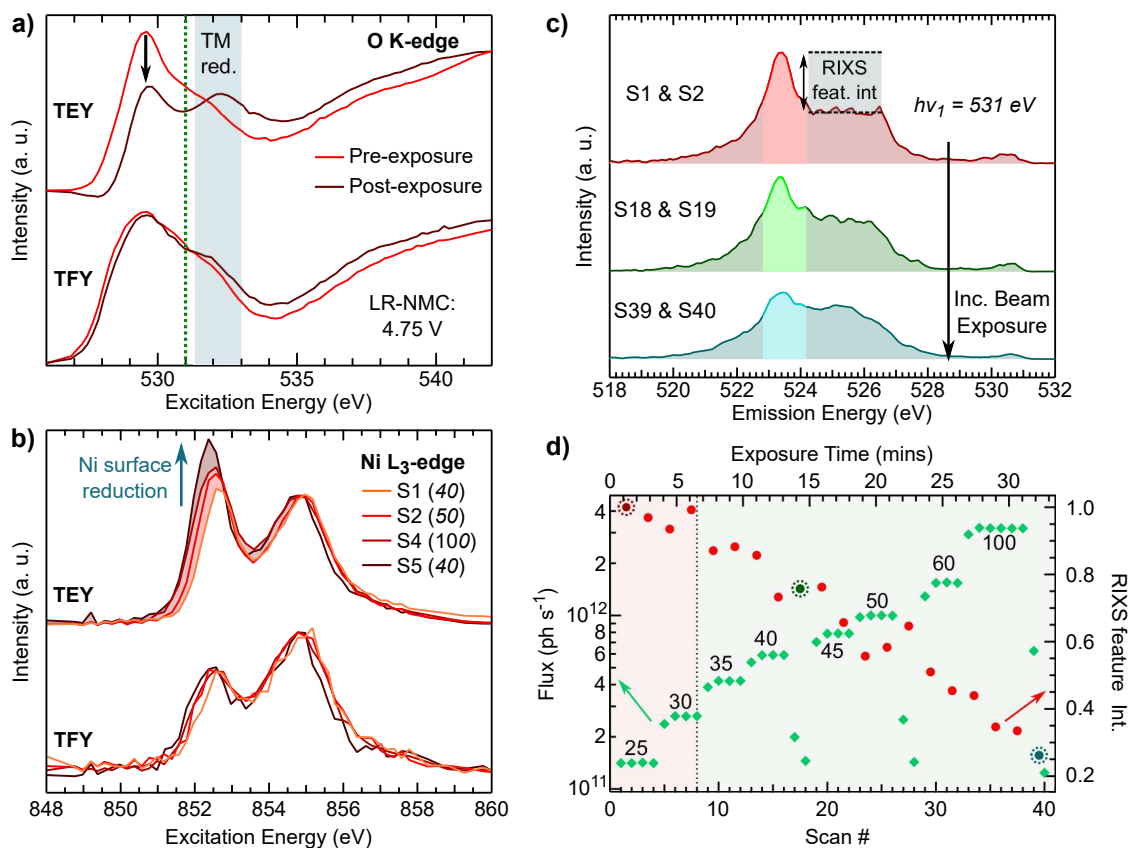 a)
O K-edge
TM
red.
TEY
Pre-exposure
Post-exposure
TFY
LR-NMC:
4.75 V
Intensity (a. u.)
530 535 540
Excitation Energy (eV)
b)
Ni L3-edge
Ni surface
reduction
S1 (40)
S2 (50)
S4 (100)
S5 (40)
TEY
TFY
Intensity (a. u.)
848 850 852 854 856 858 860
Excitation Energy (eV)
c)
S1 & S2
RIXS
feat. int
hν1 = 531 eV
S18 & S19
S39 & S40
Inc. Beam
Exposure
Intensity (a. u.)
518 520 522 524 526 528 530 532
Emission Energy (eV)
d)
Exposure Time (mins)
0 5 10 15 20 25 30
4
2
10^12
8
6
4
2
10^11
Flux (ph s^-1)
25
30
35
40
45
50
60
100
1.0
0.8
0.6
0.4
0.2
RIXS feature Int.
0 10 20 30 40
Scan #